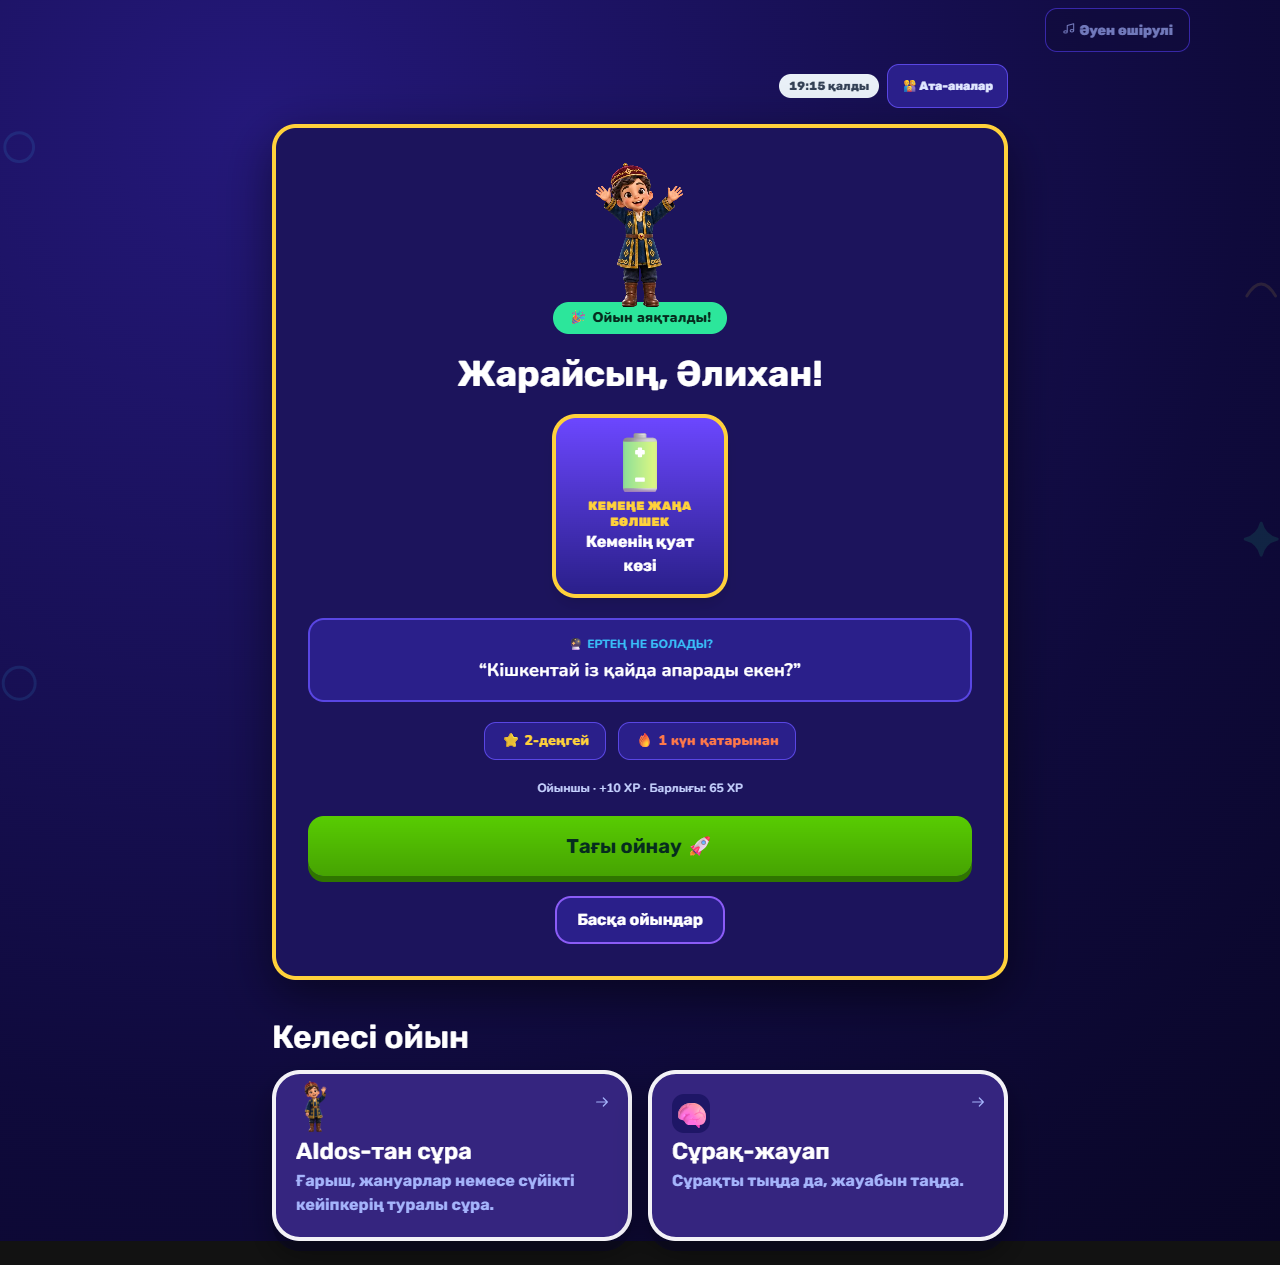 Әуен өшірулі
19:15 қалды
Ата-аналар
Ойын аяқталды!
Жарайсың, Әлихан!
КЕМЕҢЕ ЖАҢА
БӨЛШЕК
Кеменің қуат
көзі
ЕРТЕҢ НЕ БОЛАДЫ?
“Кішкентай із қайда апарады екен?”
2-деңгей
1 күн қатарынан
Ойыншы · +10 XP · Барлығы: 65 XP
Тағы ойнау
Басқа ойындар
Келесі ойын
Aldos-тан сұра
Ғарыш, жануарлар немесе сүйікті
кейіпкерің туралы сұра.
Сұрақ-жауап
Сұрақты тыңда да, жауабын таңда.